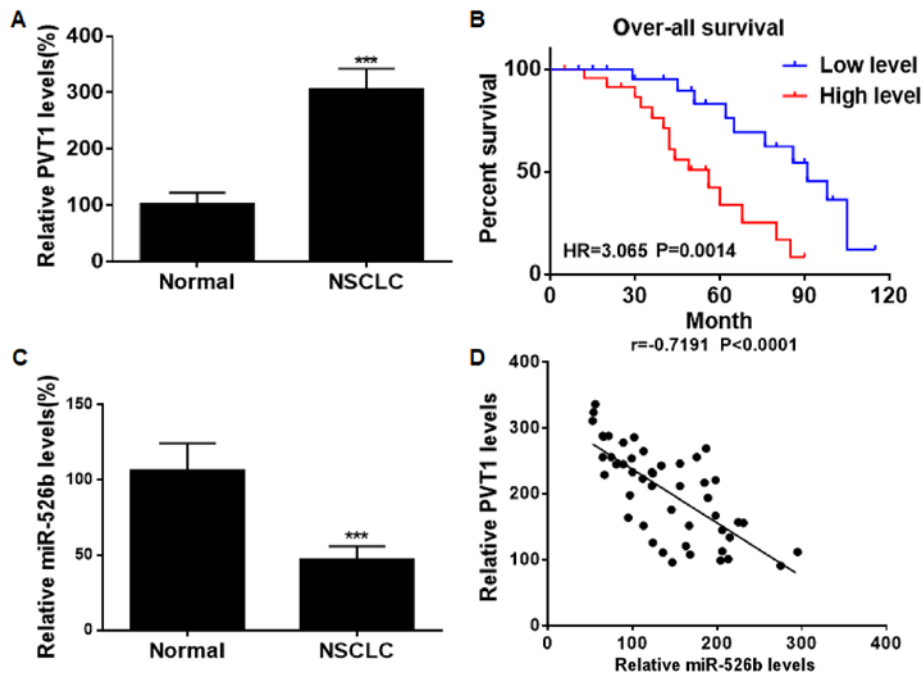 A
Relative PVT1 levels(%)
400
300
200
100
0
***
Normal
NSCLC
B
Over-all survival
Percent survival
100
50
0
Low level
High level
HR=3.065 P=0.0014
0
30
60
90
120
Month
C
Relative miR-526b levels(%)
150
100
50
0
***
Normal
NSCLC
D
r=-0.7191 P<0.0001
Relative PVT1 levels
400
300
200
100
0
0
100
200
300
400
Relative miR-526b levels